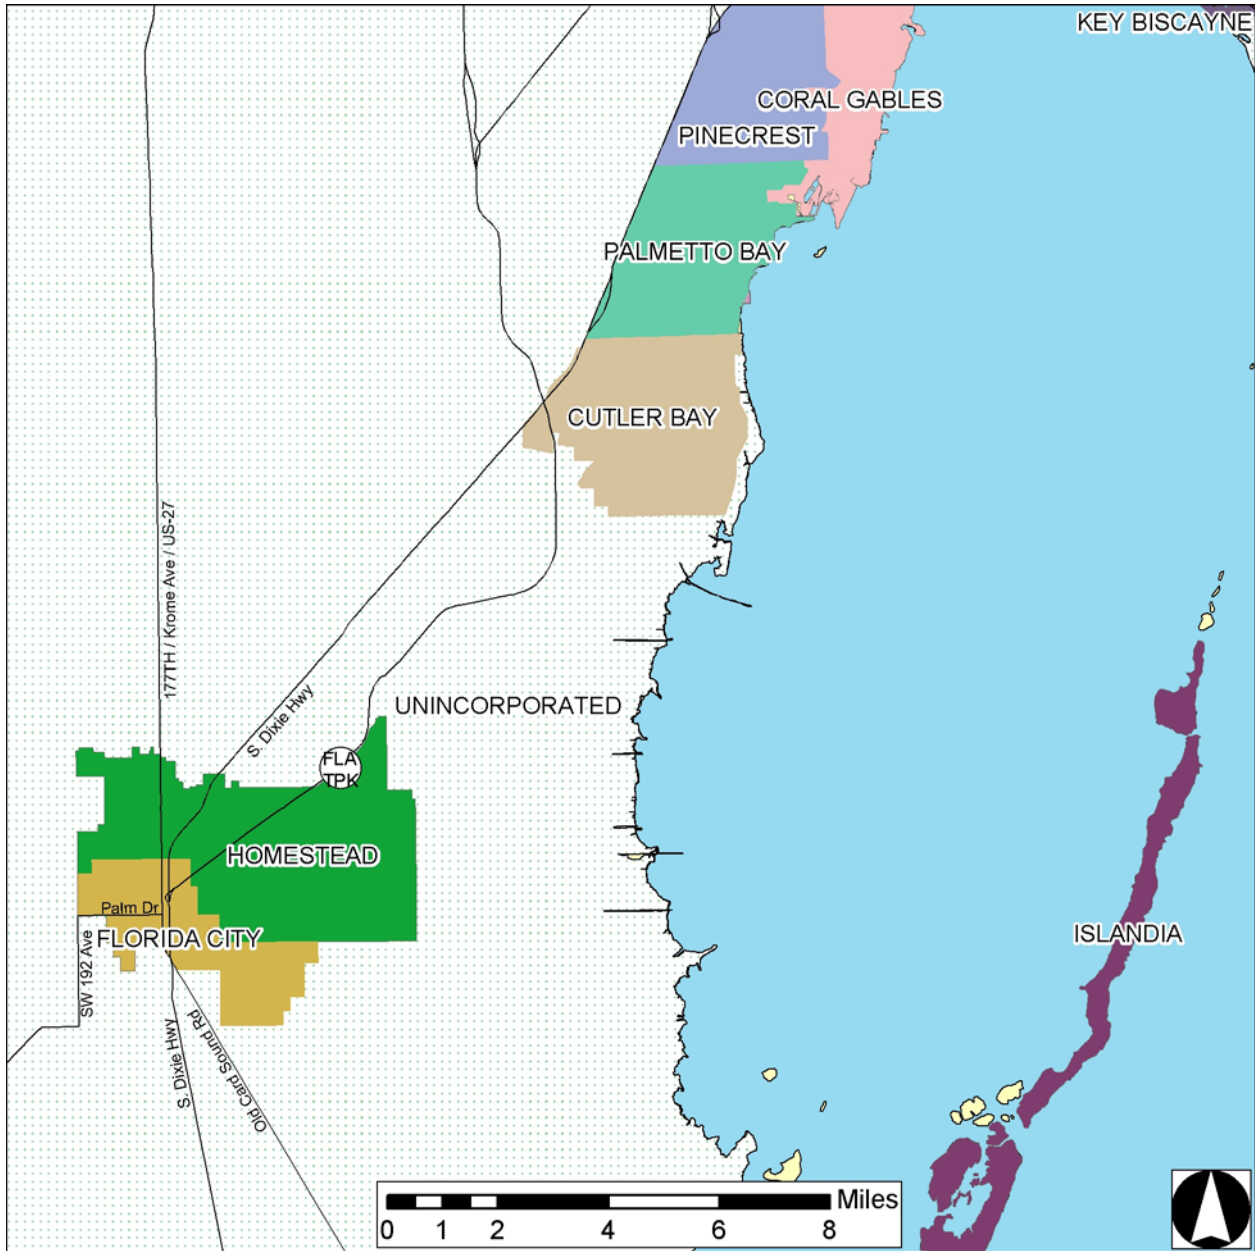 KEY BISCAYNE
CORAL GABLES
PINECREST
PALMETTO BAY
CUTLER BAY
177TH / Krome Ave / US-27
S. Dixie Hwy
UNINCORPORATED
FLA
TPK
HOMESTEAD
Palm Dr
FLORIDA CITY
ISLANDIA
SW 192 Ave
S. Dixie Hwy
Old Card Sound Rd
Miles
0 1 2 4 6 8